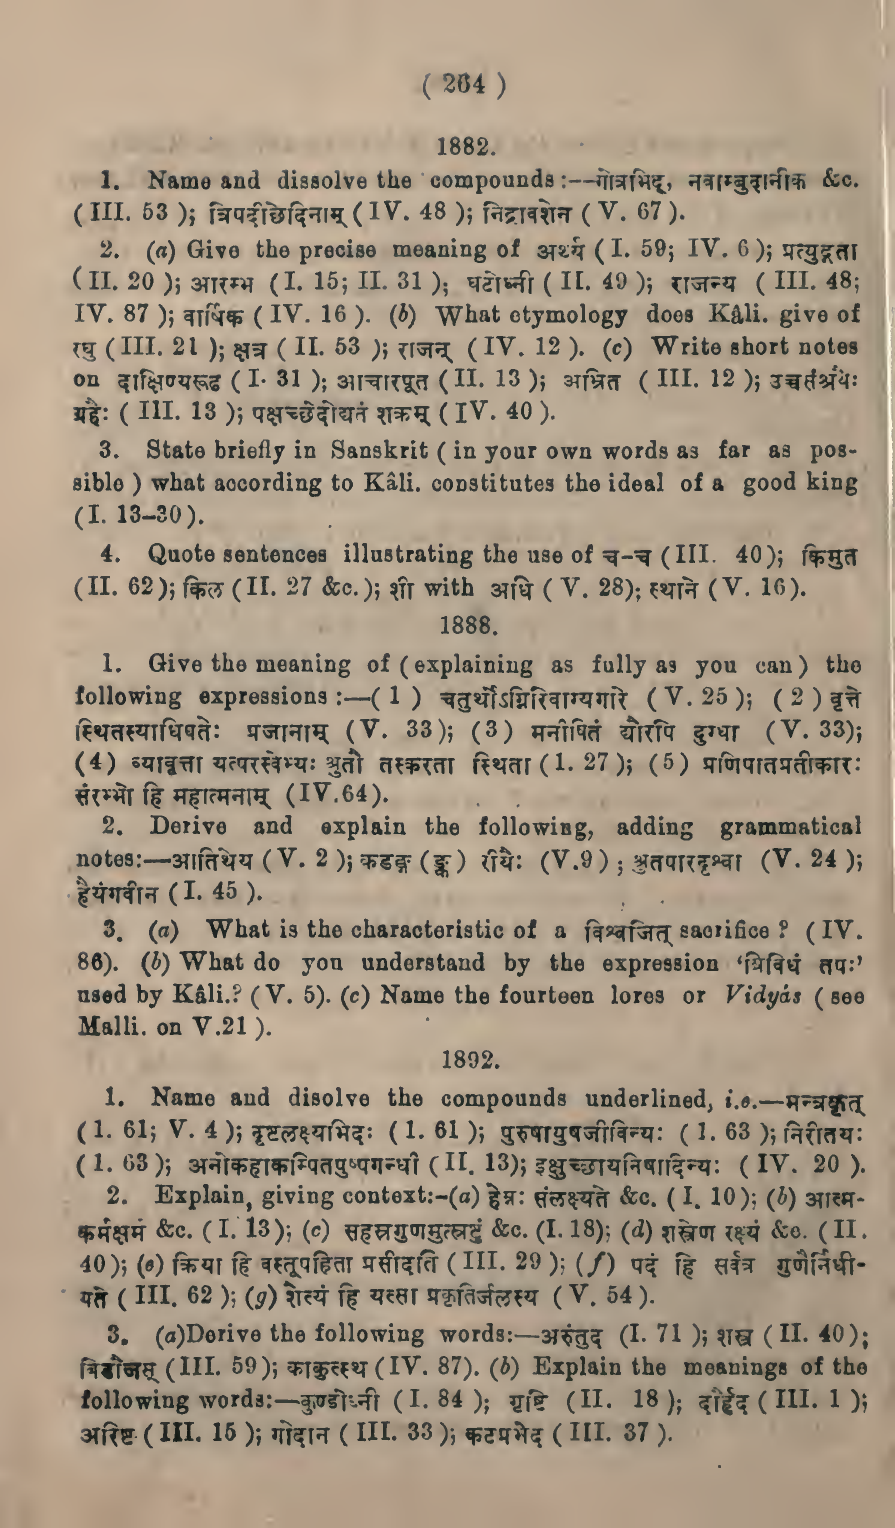 ( 264 )
1882.
1. Name and dissolve the compounds :--गोत्रभिद्, नवाम्बुदानीक &c.
( III. 53 ); त्रिपदीछेदिनाम् ( IV. 48 ); निद्रावशेन ( V. 67 ).
2. (a) Give the precise meaning of अर्थ्य ( I. 59; IV. 6 ); प्रत्युद्गता
( II. 20 ); आरम्भ ( I. 15; II. 31 ); घटोध्नी ( II. 49 ); राजन्य ( III. 48;
IV. 87 ); वार्षिक ( IV. 16 ). (b) What etymology does Kâli. give of
रघु ( III. 21 ); क्षत्र ( II. 53 ); राजन् ( IV. 12 ). (c) Write short notes
on दाक्षिण्यरूढ ( I. 31 ); आचारपूत ( II. 13 ); अभ्रित ( III. 12 ); उच्चसंश्रयैः
ग्रहैः ( III. 13 ); पक्षच्छेदोद्यतं शक्रम् ( IV. 40 ).
3. State briefly in Sanskrit ( in your own words as far as pos-
sible ) what according to Kâli. constitutes the ideal of a good king
( I. 13-30 ).
4. Quote sentences illustrating the use of च-च ( III. 40 ); किमुत
( II. 62 ); किल ( II. 27 &c. ); शी with अधि ( V. 28); स्थाने ( V. 16 ).
1888.
1. Give the meaning of ( explaining as fully as you can ) the
following expressions :—( 1 ) चतुर्थोऽग्निरिवाग्यगारे ( V. 25 ); ( 2 ) वृत्ते
स्थितस्याधिपतेः प्रजानाम् ( V. 33); (3) मनीषितं द्यौरपि दुग्धा (V. 33);
(4) व्यावृत्ता यत्परस्वेभ्यः श्रुतौ तस्करता स्थिता ( 1. 27 ); (5) प्रणिपातप्रतीकारः
संरम्भो हि महात्मनाम् (IV.64).
2. Derive and explain the following, adding grammatical
notes:—आतिथेय ( V. 2 ); कडङ्ग (ङ्क) रीयैः (V.9) ; श्रुतपारदृश्वा (V. 24 );
हैयंगवीन ( I. 45 ).
3. (a) What is the characteristic of a विश्वजित् sacrifice ? ( IV.
86). (b) What do you understand by the expression ‘त्रिविधं तपः’
used by Kâli.? ( V. 5). (c) Name the fourteen lores or Vidyás ( see
Malli. on V.21 ).
1892.
1. Name and disolve the compounds underlined, i.e.—मन्त्रकृत्
( 1. 61; V. 4 ); दृष्टलक्ष्यभिदः ( 1. 61 ); पुरुषायुषजीविन्यः ( 1. 63 ); निरीतयः
( 1. 63 ); अनोकहाकम्पितपुष्पगन्धी ( II. 13); इक्षुच्छायनिषादिन्यः ( IV. 20 ).
2. Explain, giving context:-(a) हेम्नः संलक्ष्यते &c. ( I. 10); (b) आत्म-
कर्मक्षमं &c. ( I. 13); (c) सहस्रगुणमुत्स्रष्टुं &c. (I. 18); (d) शस्त्रेण रक्ष्यं &c. ( II.
40 ); (e) क्रिया हि वस्तूपहिता प्रसीदति ( III. 29 ); (f) पदं हि सर्वत्र गुणैर्निधी-
यते ( III. 62 ); (g) शैत्यं हि यत्सा प्रकृतिर्जलस्य ( V. 54 ).
3. (a)Derive the following words:—अरुंतुद (I. 71 ); शस्त्र ( II. 40);
बिडौजस् ( III. 59 ); काकुत्स्थ ( IV. 87). (b) Explain the meanings of the
following words:—कुण्डोध्नी ( I. 84 ); गृष्टि ( II. 18 ); दौर्हृद ( III. 1 );
अरिष्ट ( III. 15 ); गोदान ( III. 33 ); कटप्रभेद ( III. 37 ).